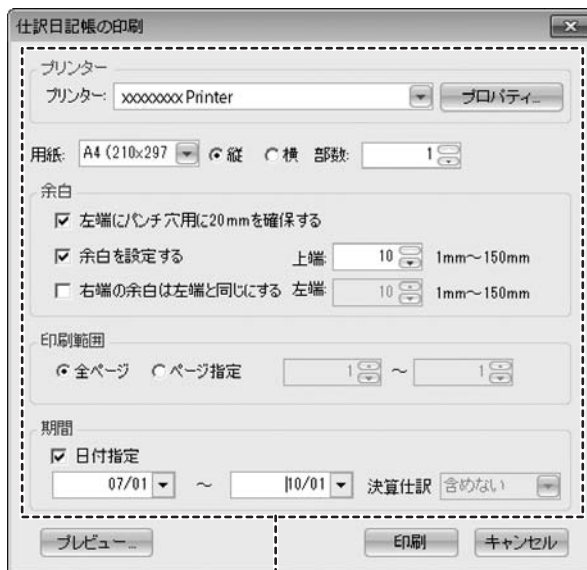 仕訳日記帳の印刷
プリンター
プリンター: xxxxxxxx Printer プロパティ...
用紙: A4 (210x297 縦 横 部数: 1
余白
左端にパンチ穴用に20mmを確保する
余白を設定する 上端: 10 1mm～150mm
右端の余白は左端と同じにする 左端: 10 1mm～150mm
印刷範囲
全ページ ページ指定 1 ～ 1
期間
日付指定
07/01 ～ 10/01 決算仕訳 含めない
プレビュー... 印刷 キャンセル